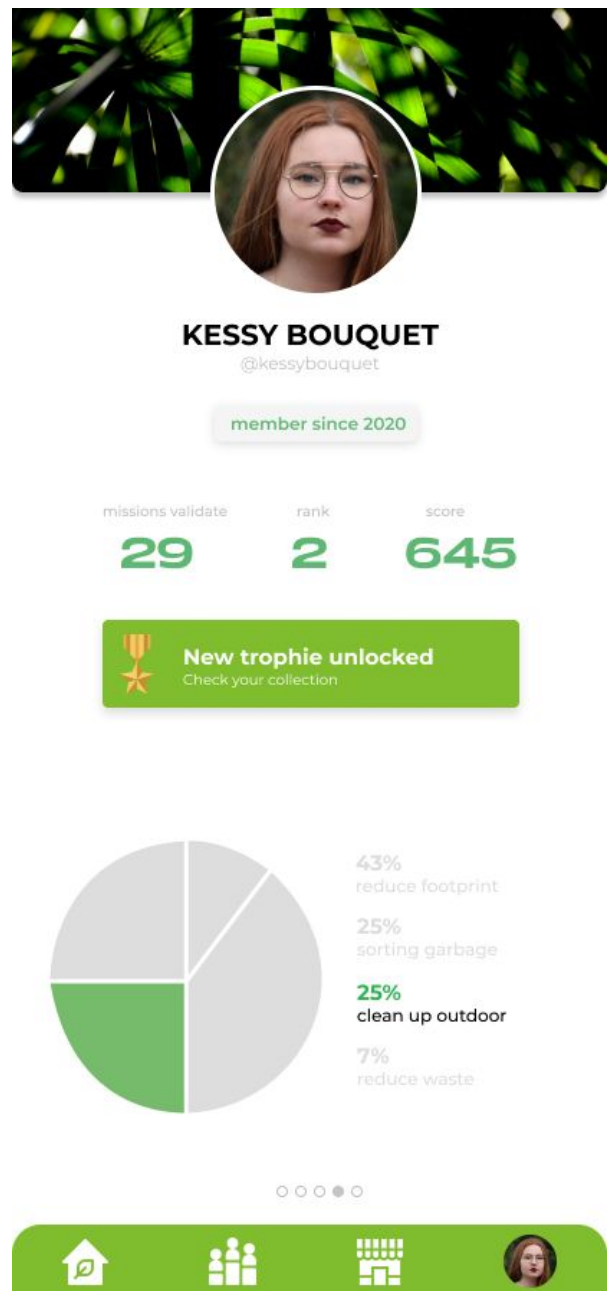 KESSY BOUQUET
@kessybouquet
member since 2020
missions validate rank score
29 2 645
New trophie unlocked
Check your collection
43%
reduce footprint
25%
sorting garbage
25%
clean up outdoor
7%
reduce waste